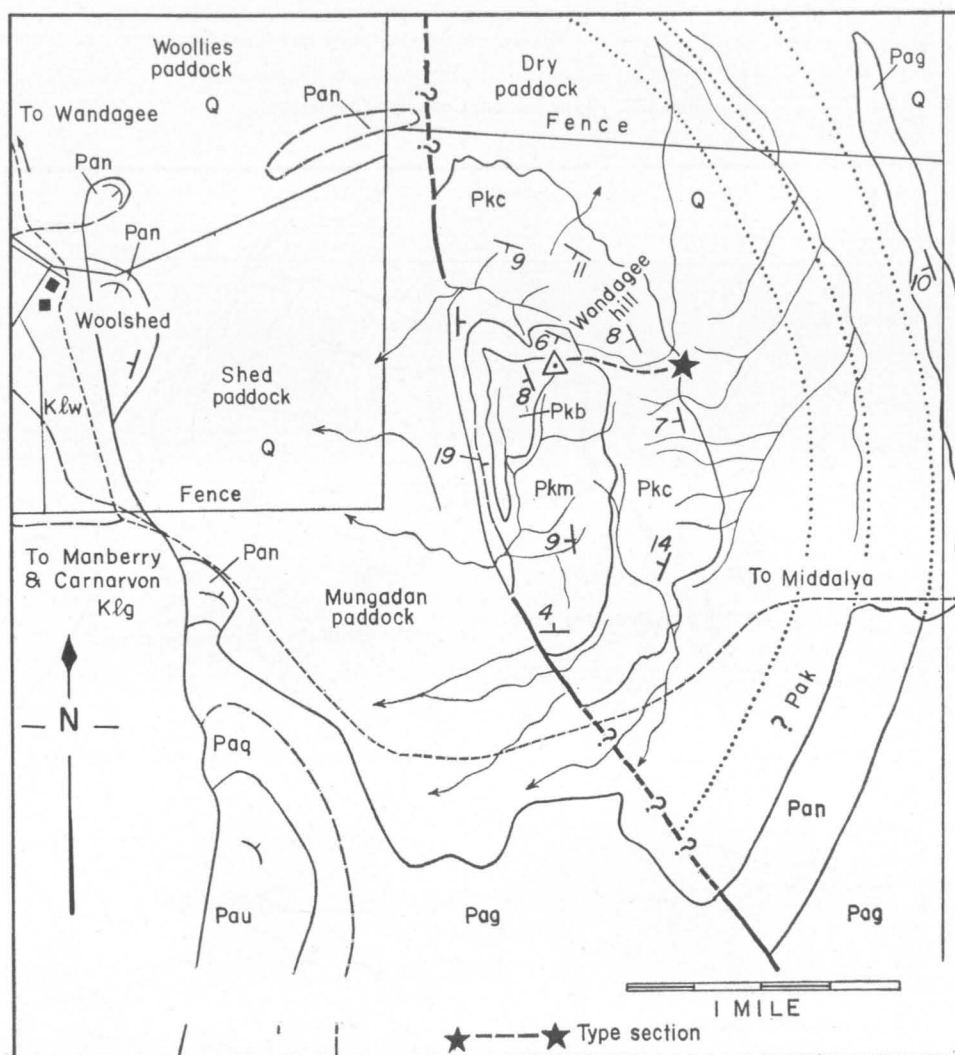 Woollies
paddock
Q
To Wandagee
Pan
Dry
paddock
Fence
Pag
Q
?
?
Pan
Pan
Pkc
Q
9
11
10
Woolshed
Wandagee
hill
6
8
Shed
paddock
Q
8
Pkb
7
Kℓw
19
Pkm
Pkc
Fence
9
14
Pan
To Manberry
& Carnarvon
Kℓg
Mungadan
paddock
To Middalya
4
N
? Pak
Paq
?
Pan
?
?
Pau
Pag
Pag
1 MILE
Type section